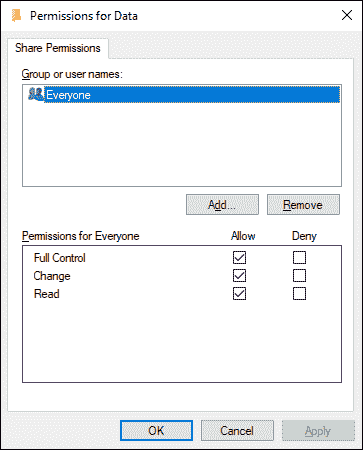 Permissions for Data
Share Permissions
Group or user names:
Everyone
Add... Remove
Permissions for Everyone Allow Deny
Full Control
Change
Read
OK Cancel Apply